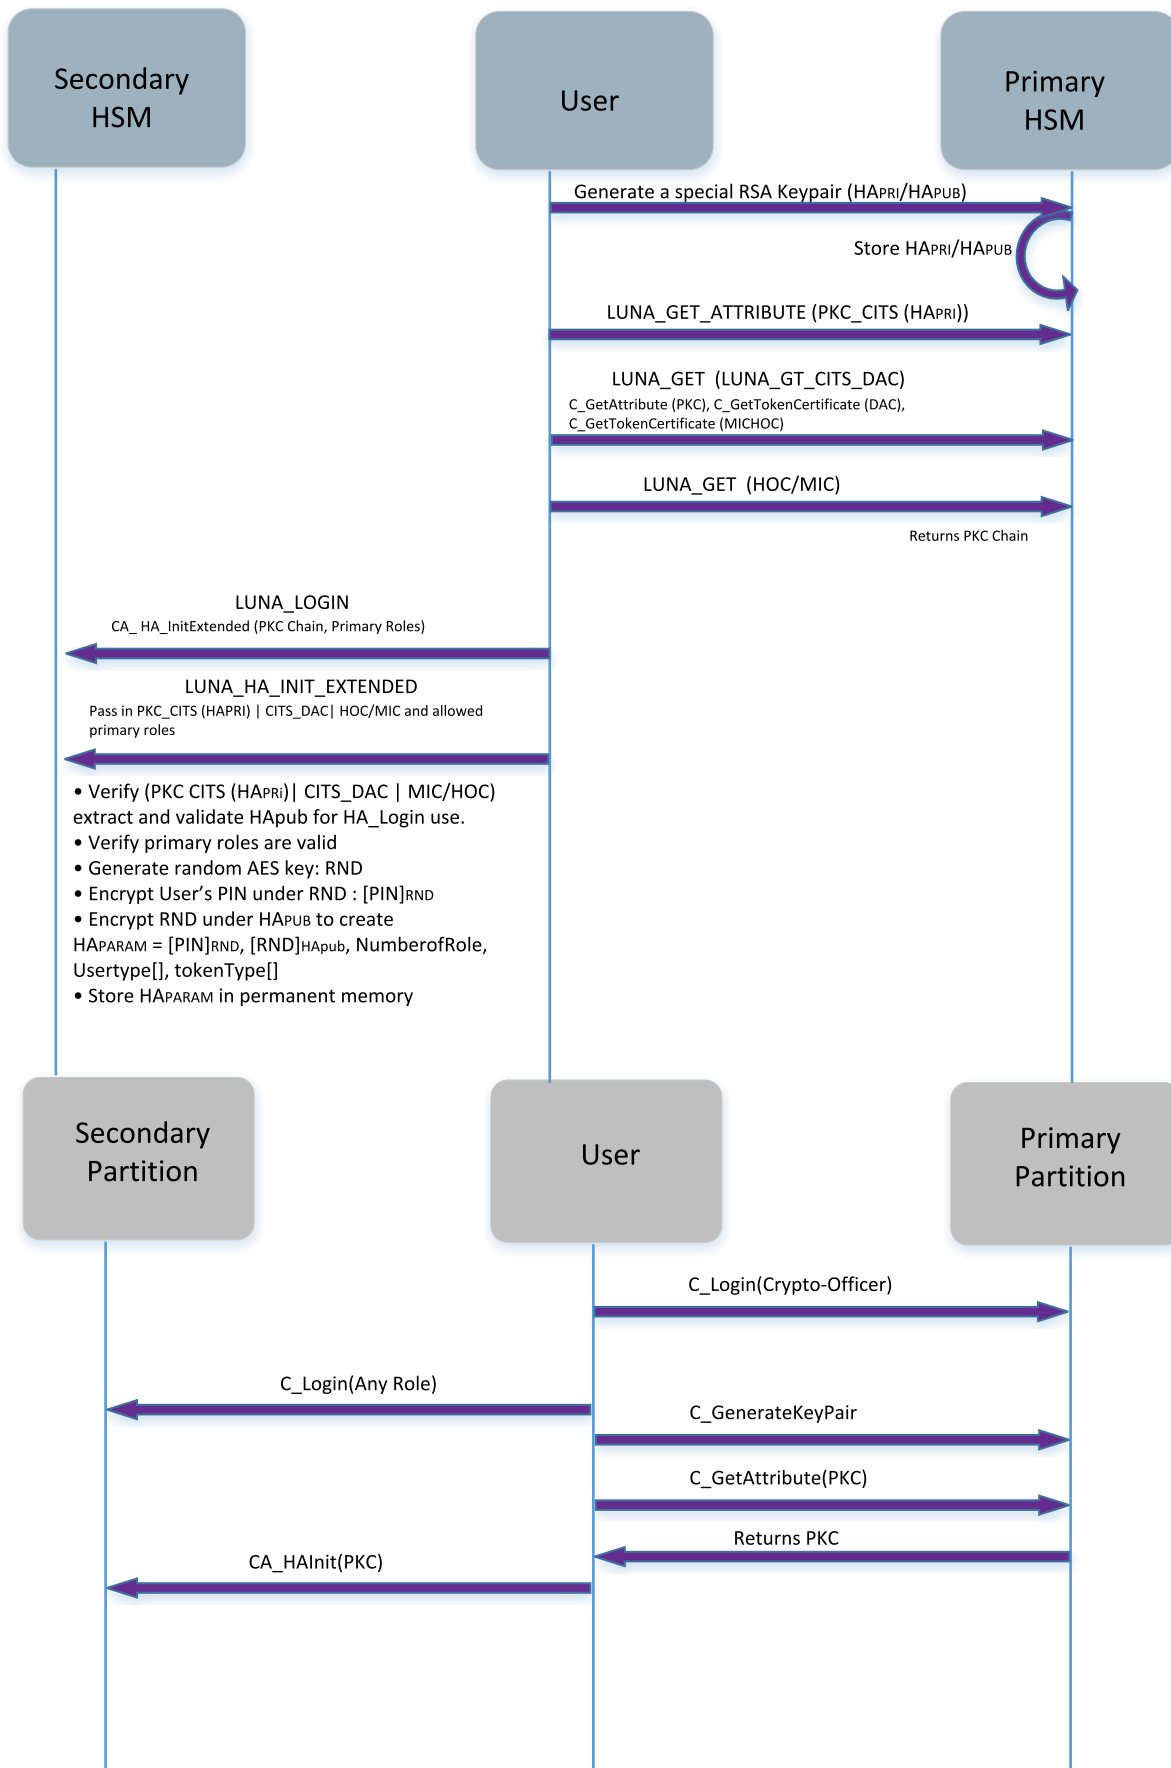 Secondary
HSM
User
Primary
HSM
Generate a special RSA Keypair (HAPRI/HAPUB)
Store HAPRI/HAPUB
LUNA_GET_ATTRIBUTE (PKC_CITS (HAPRI))
LUNA_GET (LUNA_GT_CITS_DAC)
C_GetAttribute (PKC), C_GetTokenCertificate (DAC),
C_GetTokenCertificate (MICHOC)
LUNA_GET (HOC/MIC)
Returns PKC Chain
LUNA_LOGIN
CA_ HA_InitExtended (PKC Chain, Primary Roles)
LUNA_HA_INIT_EXTENDED
Pass in PKC_CITS (HAPRI) | CITS_DAC| HOC/MIC and allowed
primary roles
• Verify (PKC CITS (HAPRi)| CITS_DAC | MIC/HOC)
extract and validate HApub for HA_Login use.
• Verify primary roles are valid
• Generate random AES key: RND
• Encrypt User’s PIN under RND : [PIN]RND
• Encrypt RND under HAPUB to create
HAPARAM = [PIN]RND, [RND]HApub, NumberofRole,
Usertype[], tokenType[]
• Store HAPARAM in permanent memory
Secondary
Partition
User
Primary
Partition
C_Login(Crypto-Officer)
C_Login(Any Role)
C_GenerateKeyPair
C_GetAttribute(PKC)
Returns PKC
CA_HAInit(PKC)